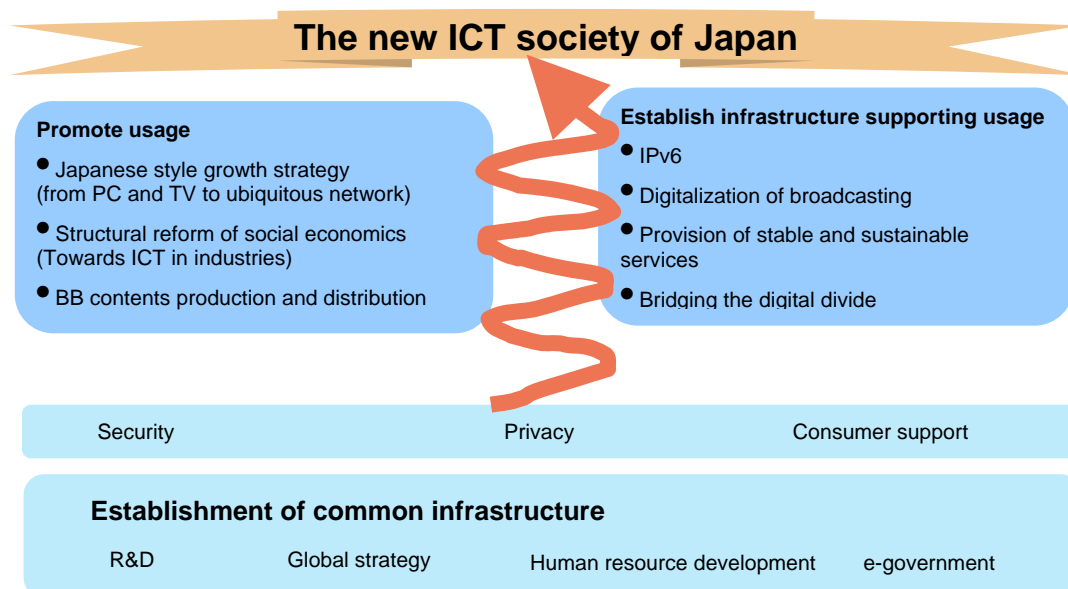 The new ICT society of Japan
Promote usage
● Japanese style growth strategy
(from PC and TV to ubiquitous network)
● Structural reform of social economics
(Towards ICT in industries)
● BB contents production and distribution
Establish infrastructure supporting usage
● IPv6
● Digitalization of broadcasting
● Provision of stable and sustainable
services
● Bridging the digital divide
Security Privacy Consumer support
Establishment of common infrastructure
R&D Global strategy Human resource development e-government